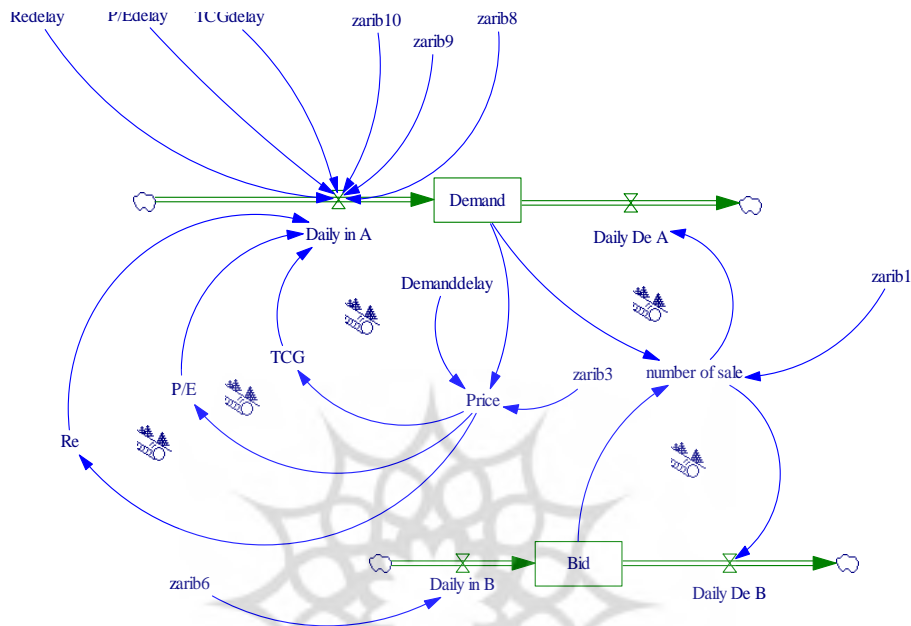 Redelay
P/Edelay
TCGdelay
zarib10
zarib8
zarib9
Demand
Daily in A
Daily De A
Demanddelay
zarib1
TCG
number of sale
zarib3
P/E
Price
Re
Bid
zarib6
Daily in B
Daily De B